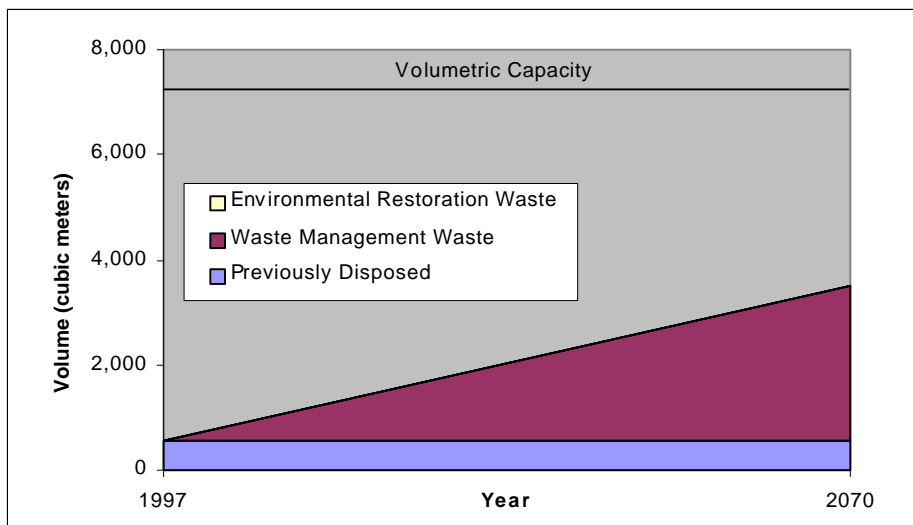 8,000
Volumetric Capacity
6,000
Environmental Restoration Waste
Waste Management Waste
4,000
Previously Disposed
Volume (cubic meters)
2,000
0
1997 Year 2070